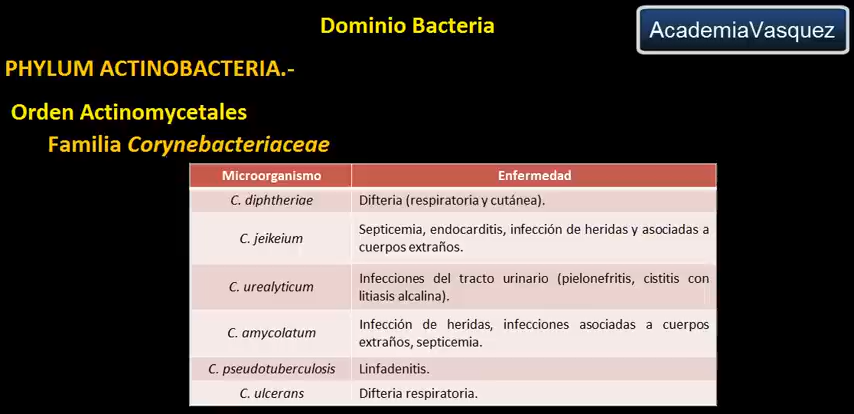 Dominio Bacteria
AcademiaVasquez
PHYLUM ACTINOBACTERIA.-
Orden Actinomycetales
Familia Corynebacteriaceae
Microorganismo Enfermedad
C. diphtheriae Difteria (respiratoria y cutánea).
C. jeikeium Septicemia, endocarditis, infección de heridas y asociadas a
cuerpos extraños.
C. urealyticum Infecciones del tracto urinario (pielonefritis, cistitis con
litiasis alcalina).
C. amycolatum Infección de heridas, infecciones asociadas a cuerpos
extraños, septicemia.
C. pseudotuberculosis Linfadenitis.
C. ulcerans Difteria respiratoria.